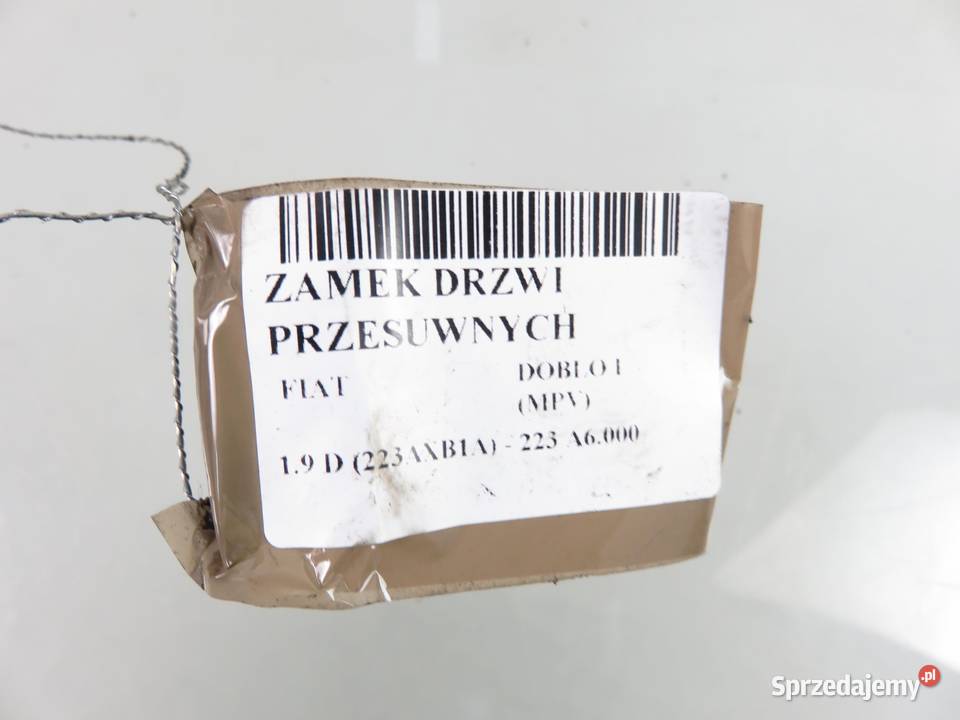 ZAMEK DRZWI
PRZESUWNYCH
FIAT
DOBLO I
(MPV)
1.9 D (223AXB1A) - 223 A6.000
Sprzedajemy.pl